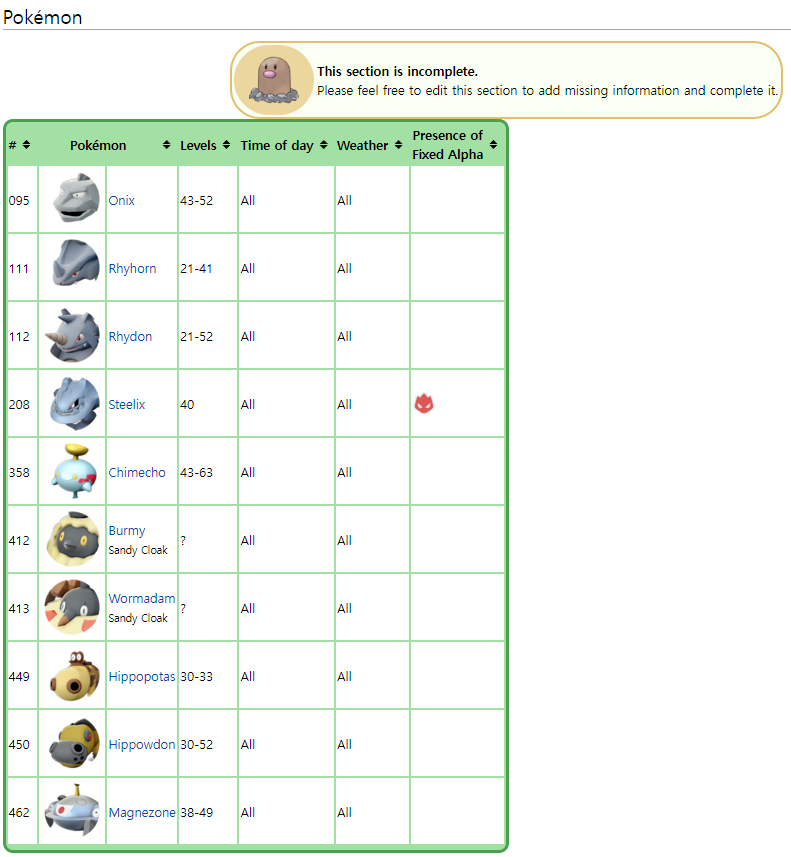 Pokémon
This section is incomplete.
Please feel free to edit this section to add missing information and complete it.
# Pokémon Levels Time of day Weather Presence of
Fixed Alpha
095 Onix 43-52 All All
111 Rhyhorn 21-41 All All
112 Rhydon 21-52 All All
208 Steelix 40 All All
358 Chimecho 43-63 All All
412 Burmy ? All All
Sandy Cloak
413 Wormadam ? All All
Sandy Cloak
449 Hippopotas 30-33 All All
450 Hippowdon 30-52 All All
462 Magnezone 38-49 All All